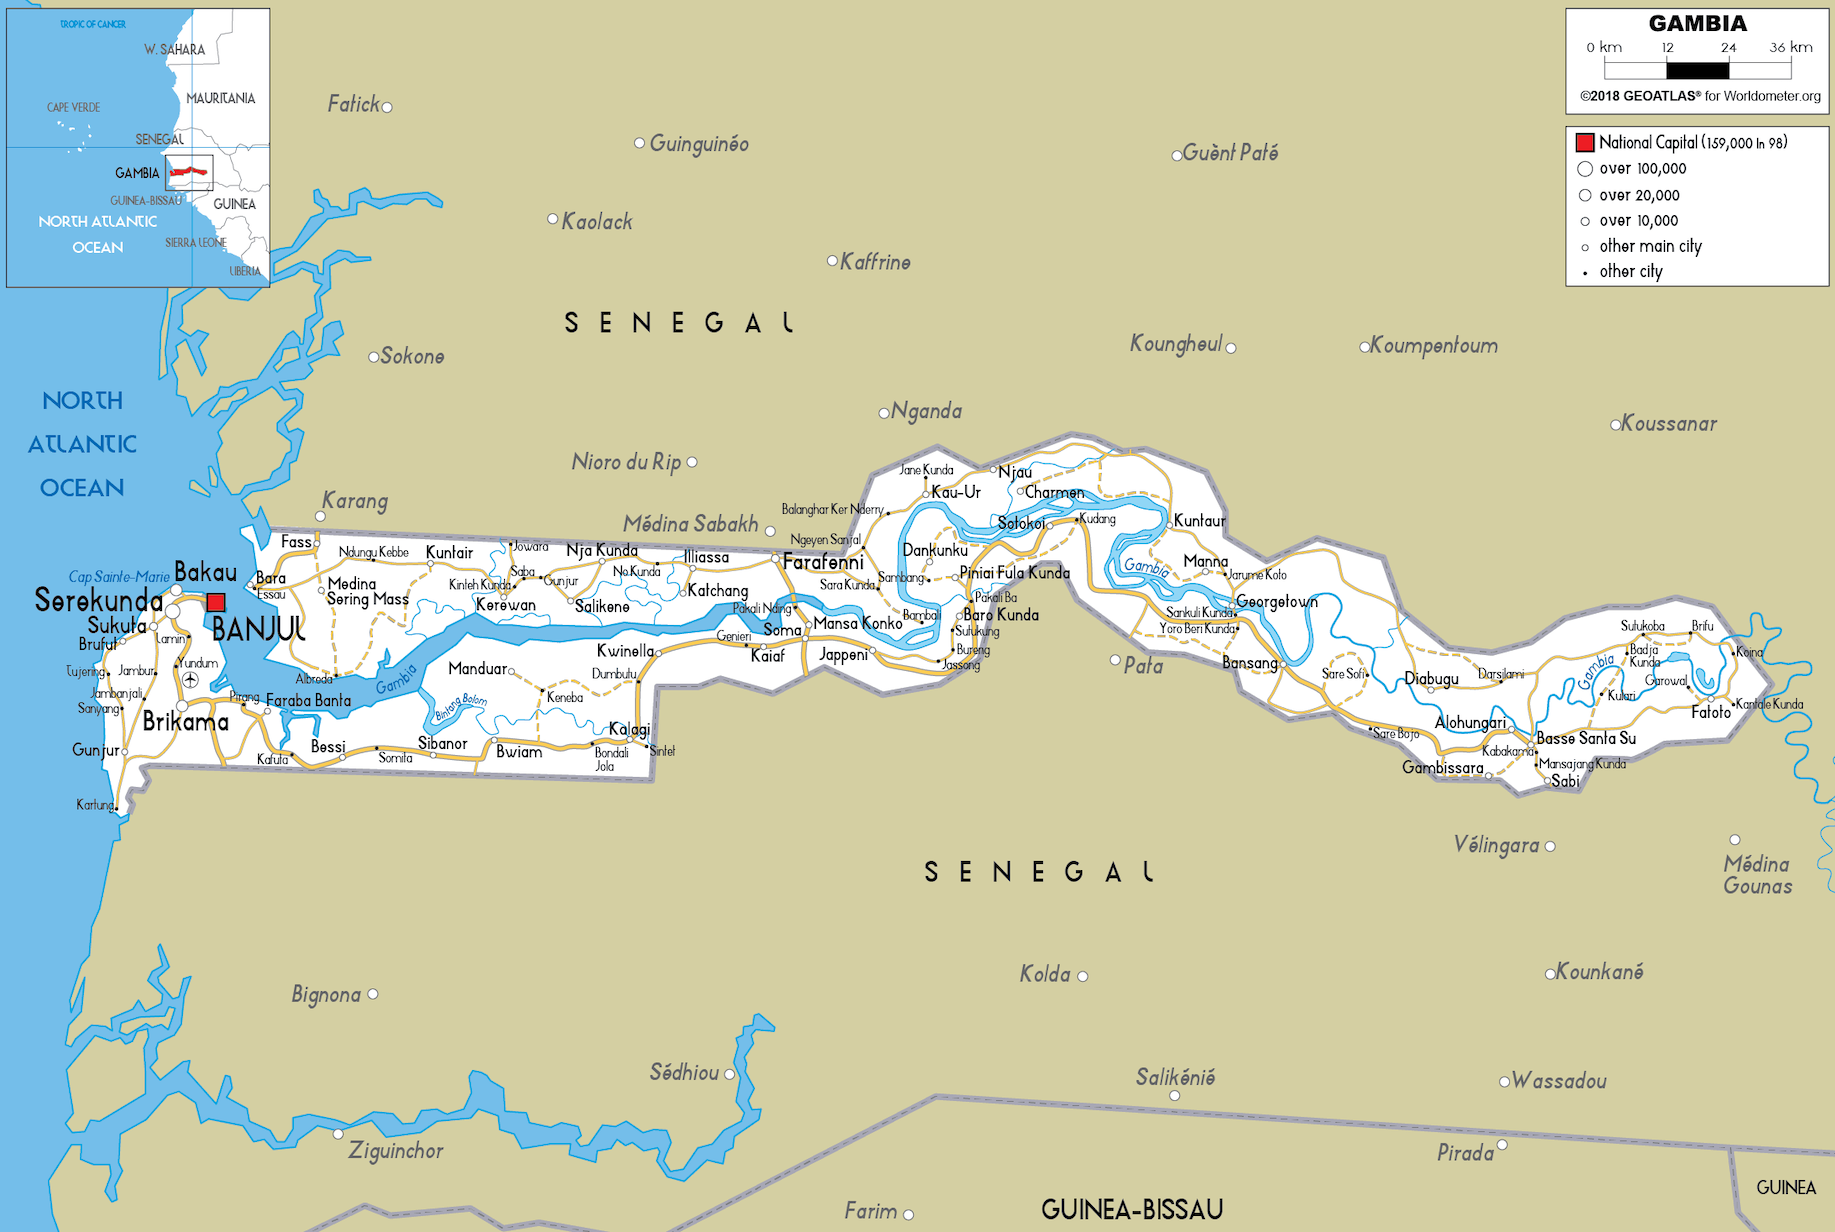 TROPIC OF CANCER
W. SAHARA
MAURITANIA
CAPE VERDE
SENEGAL
GAMBIA
GUINEA-BISSAU
GUINEA
NORTH ATLANTIC
OCEAN
SIERRA LEONE
LIBERIA
GAMBIA
0 km 12 24 36 km
©2018 GEOATLAS® for Worldometer.org
National Capital (159,000 In 98)
over 100,000
over 20,000
over 10,000
other main city
other city
Fatick
Guinguinéo
Guènt Paté
Kaolack
Kaffrine
SENEGAL
Sokone
Koungheul
Koumpentoum
NORTH
ATLANTIC
OCEAN
Nganda
Koussanar
Nioro du Rip
Karang
Médina Sabakh
Jane Kunda
Njau
Kau-Ur
Charmen
Balanghar Ker Nderry
Sotokoi
Kudang
Kuntaur
Fass
Ndungu Kebbe
Kuntair
Jowara
Nja Kunda
Illiassa
Ngeyen Sanjal
Farafenni
Dankunku
Gambia
Manna
Jarume Koto
Cap Sainte-Marie
Bakau
Bara
Essau
Medina
Sering Mass
Kinteh Kunda
Saba
Gunjur
No Kunda
Katchang
Sara Kunda
Sambang
Piniai Fula Kunda
Serekunda
BANJUL
Kerewan
Salikene
Pakali Naing
Bambali
Pakali Ba
Baro Kunda
Georgetown
Sankuli Kunda
Yoro Beri Kunda
Sukuta
Brufut
Lamin
Genieri
Soma
Mansa Konko
Sutukung
Sutukoba
Brifu
Kwinella
Kaiaf
Jappeni
Bureng
Jassong
Badja
Kunda
Koina
Tujering
Jambur
Yundum
Albreda
Gambia
Manduar
Dumbutu
Pata
Bansang
Sare Sofi
Diabugu
Darsilami
Gambia
Kulari
Garowal
Jambanjali
Sanyang
Pirang
Faraba Banta
Bintang Bolom
Keneba
Fatoto
Kantale Kunda
Brikama
Kalagi
Sare Bojo
Alohungari
Basse Santa Su
Gunjur
Kafuta
Bessi
Somita
Sibanor
Bwiam
Bondali
Jola
Sintet
Kabakama
Mansajang Kunda
Gambissara
Sabi
Kartung
Vélingara
Médina
Gounas
SENEGAL
Bignona
Kolda
Kounkané
Sédhiou
Salikénié
Wassadou
Ziguinchor
Pirada
GUINEA
Farim
GUINEA-BISSAU